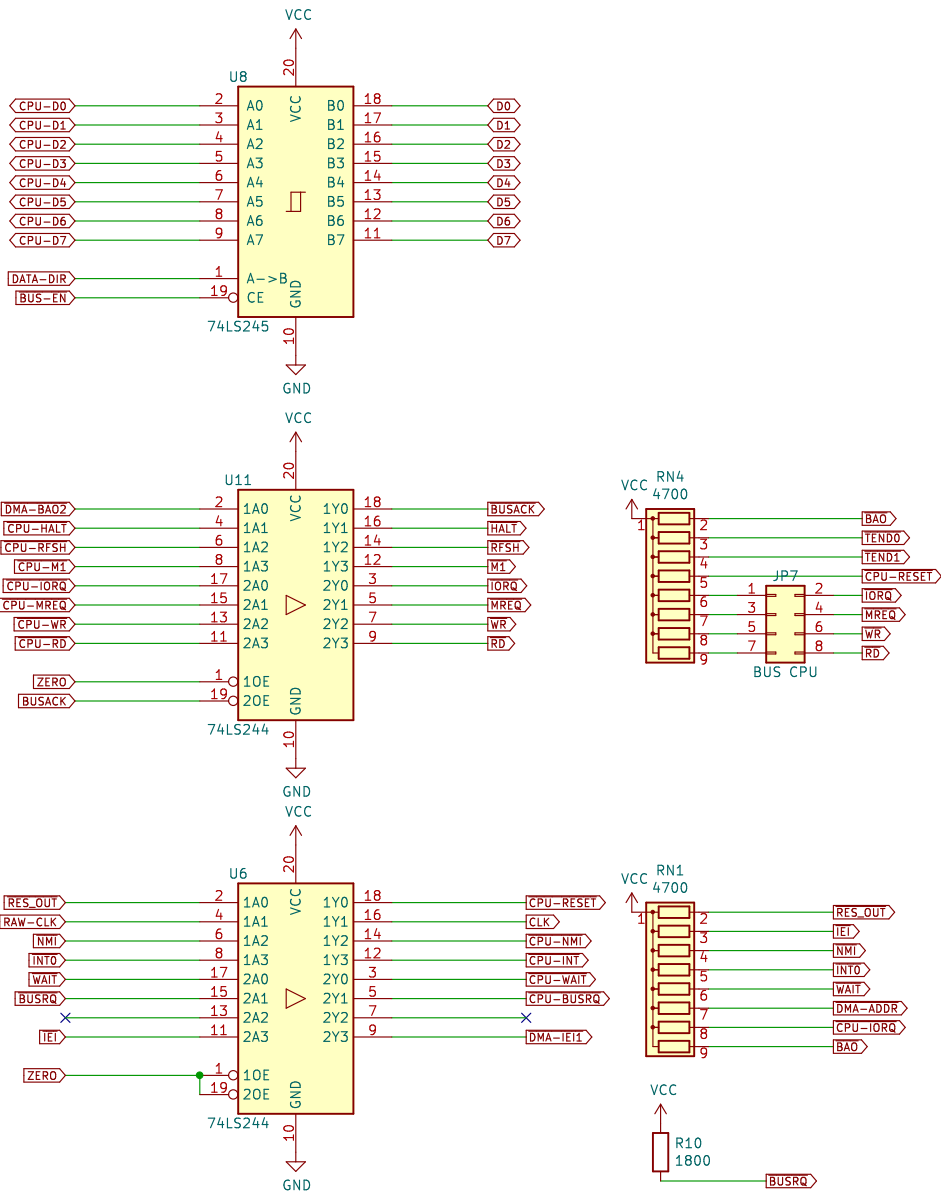 VCC
20
U8
VCC
CPU-D0 2 A0 B0 18 D0
CPU-D1 3 A1 B1 17 D1
CPU-D2 4 A2 B2 16 D2
CPU-D3 5 A3 B3 15 D3
CPU-D4 6 A4 B4 14 D4
CPU-D5 7 A5 B5 13 D5
CPU-D6 8 A6 B6 12 D6
CPU-D7 9 A7 B7 11 D7
DATA-DIR 1 A->B
BUS-EN 19 CE
GND
74LS245
10
GND
VCC
20
U11
VCC
DMA-BAO2 2 1A0 1Y0 18 BUSACK
CPU-HALT 4 1A1 1Y1 16 HALT
CPU-RFSH 6 1A2 1Y2 14 RFSH
CPU-M1 8 1A3 1Y3 12 M1
CPU-IORQ 17 2A0 2Y0 3 IORQ
CPU-MREQ 15 2A1 2Y1 5 MREQ
CPU-WR 13 2A2 2Y2 7 WR
CPU-RD 11 2A3 2Y3 9 RD
ZERO 1 1OE
BUSACK 19 2OE
GND
74LS244
10
GND
RN4
VCC 4700
1
2 BAO
3 TEND0
4 TEND1
5 CPU-RESET
JP7
6 1 2 IORQ
7 3 4 MREQ
8 5 6 WR
9 7 8 RD
BUS CPU
VCC
20
U6
VCC
RES_OUT 2 1A0 1Y0 18 CPU-RESET
RAW-CLK 4 1A1 1Y1 16 CLK
NMI 6 1A2 1Y2 14 CPU-NMI
INT0 8 1A3 1Y3 12 CPU-INT
WAIT 17 2A0 2Y0 3 CPU-WAIT
BUSRQ 15 2A1 2Y1 5 CPU-BUSRQ
13 2A2 2Y2 7
IEI 11 2A3 2Y3 9 DMA-IEI1
ZERO 1 1OE
19 2OE
GND
74LS244
10
GND
RN1
VCC 4700
1
2 RES_OUT
3 IEI
4 NMI
5 INT0
6 WAIT
7 DMA-ADDR
8 CPU-IORQ
9 BAO
VCC
R10
1800
BUSRQ